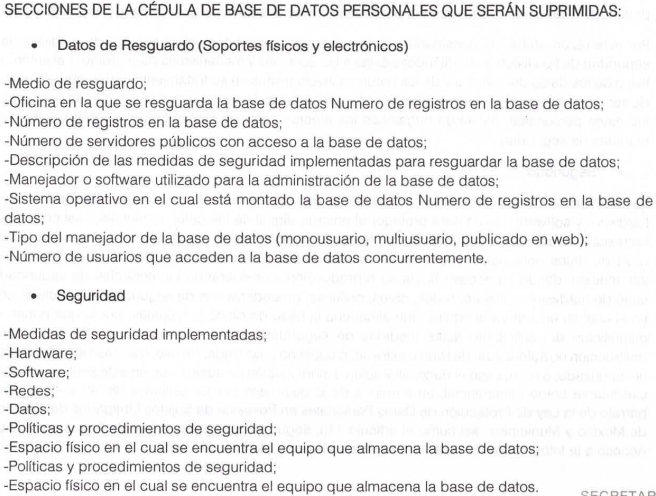 SECCIONES DE LA CÉDULA DE BASE DE DATOS PERSONALES QUE SERÁN SUPRIMIDAS:
• Datos de Resguardo (Soportes físicos y electrónicos)
-Medio de resguardo;
-Oficina en la que se resguarda la base de datos Numero de registros en la base de datos;
-Número de registros en la base de datos;
-Número de servidores públicos con acceso a la base de datos;
-Descripción de las medidas de seguridad implementadas para resguardar la base de datos;
-Manejador o software utilizado para la administración de la base de datos;
-Sistema operativo en el cual está montado la base de datos Numero de registros en la base de
datos;
-Tipo del manejador de la base de datos (monousuario, multiusuario, publicado en web);
-Número de usuarios que acceden a la base de datos concurrentemente.
• Seguridad
-Medidas de seguridad implementadas;
-Hardware;
-Software;
-Redes;
-Datos;
-Políticas y procedimientos de seguridad;
-Espacio físico en el cual se encuentra el equipo que almacena la base de datos;
-Políticas y procedimientos de seguridad;
-Espacio físico en el cual se encuentra el equipo que almacena la base de datos.
SECRETAR